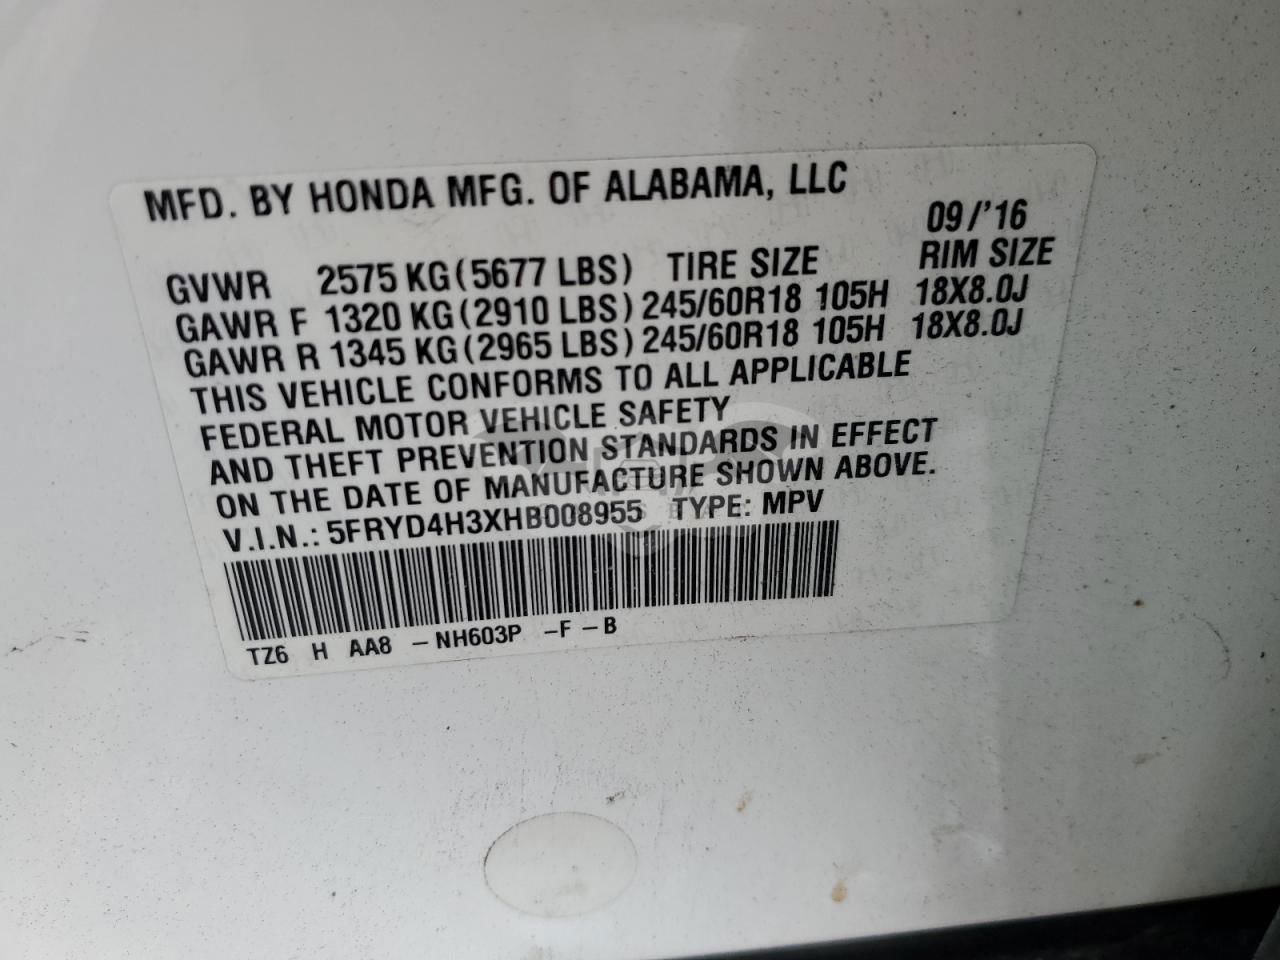 MFD. BY HONDA MFG. OF ALABAMA, LLC
09/'16
GVWR 2575 KG(5677 LBS) TIRE SIZE RIM SIZE
GAWR F 1320 KG(2910 LBS) 245/60R18 105H 18X8.0J
GAWR R 1345 KG(2965 LBS) 245/60R18 105H 18X8.0J
THIS VEHICLE CONFORMS TO ALL APPLICABLE
FEDERAL MOTOR VEHICLE SAFETY
AND THEFT PREVENTION STANDARDS IN EFFECT
ON THE DATE OF MANUFACTURE SHOWN ABOVE.
V.I.N.: 5FRYD4H3XHB008955 TYPE: MPV
TZ6 H AA8 -NH603P -F -B